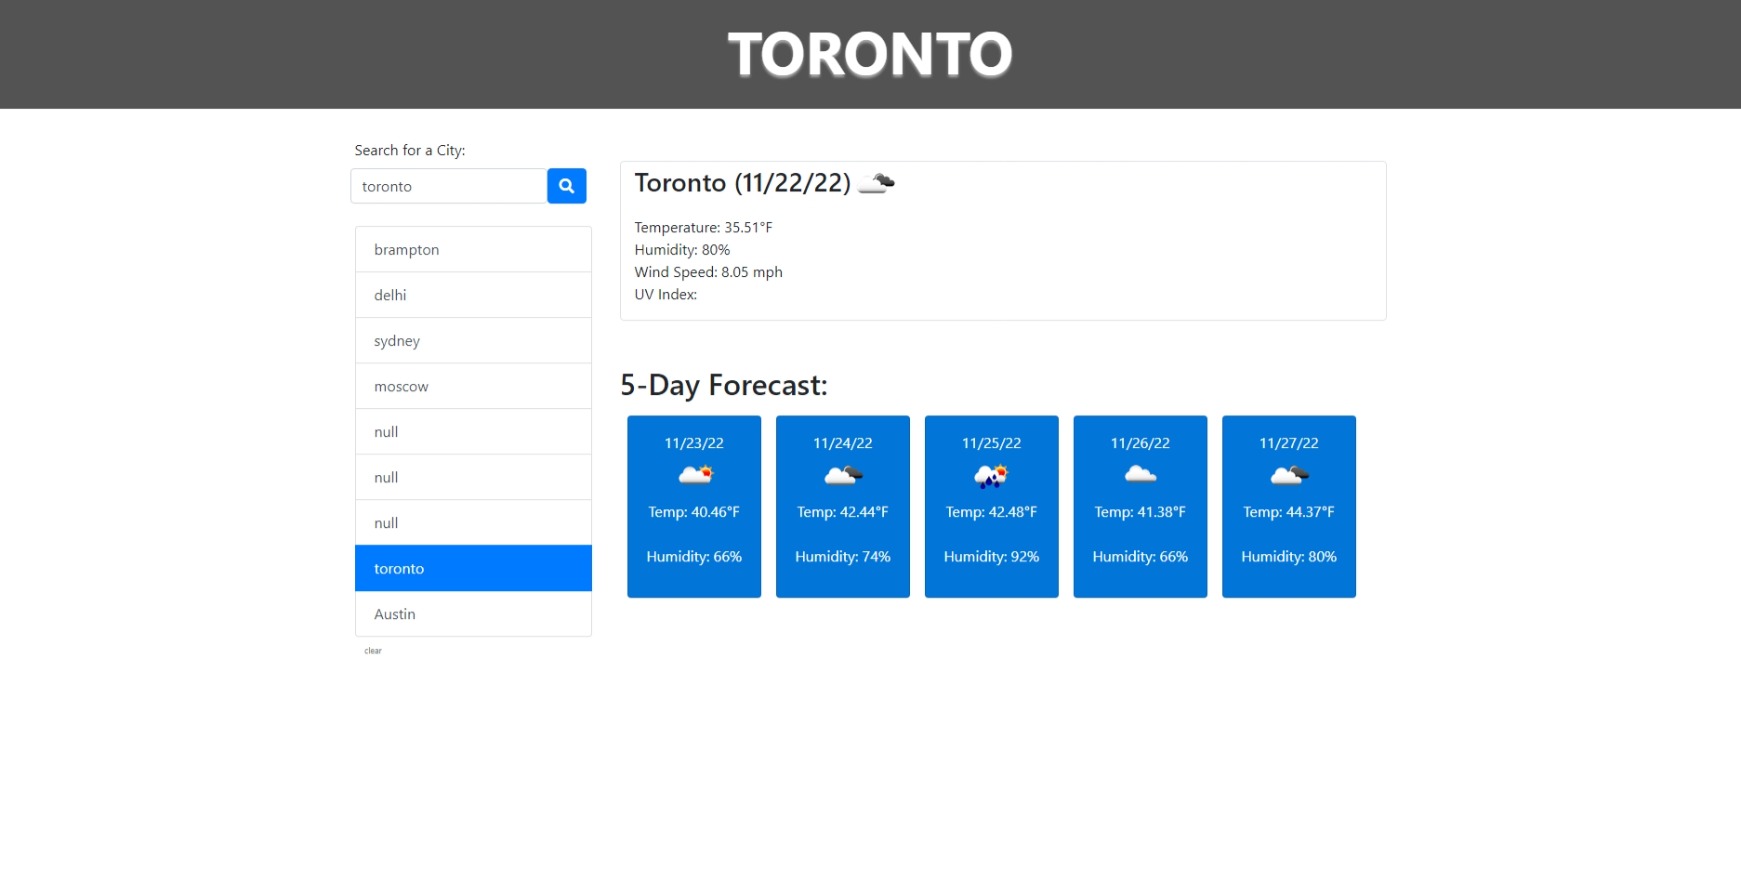 TORONTO
Search for a City:
toronto
brampton
delhi
sydney
moscow
null
null
null
toronto
Austin
clear
Toronto (11/22/22)
Temperature: 35.51°F
Humidity: 80%
Wind Speed: 8.05 mph
UV Index:
5-Day Forecast:
11/23/22
Temp: 40.46°F
Humidity: 66%
11/24/22
Temp: 42.44°F
Humidity: 74%
11/25/22
Temp: 42.48°F
Humidity: 92%
11/26/22
Temp: 41.38°F
Humidity: 66%
11/27/22
Temp: 44.37°F
Humidity: 80%